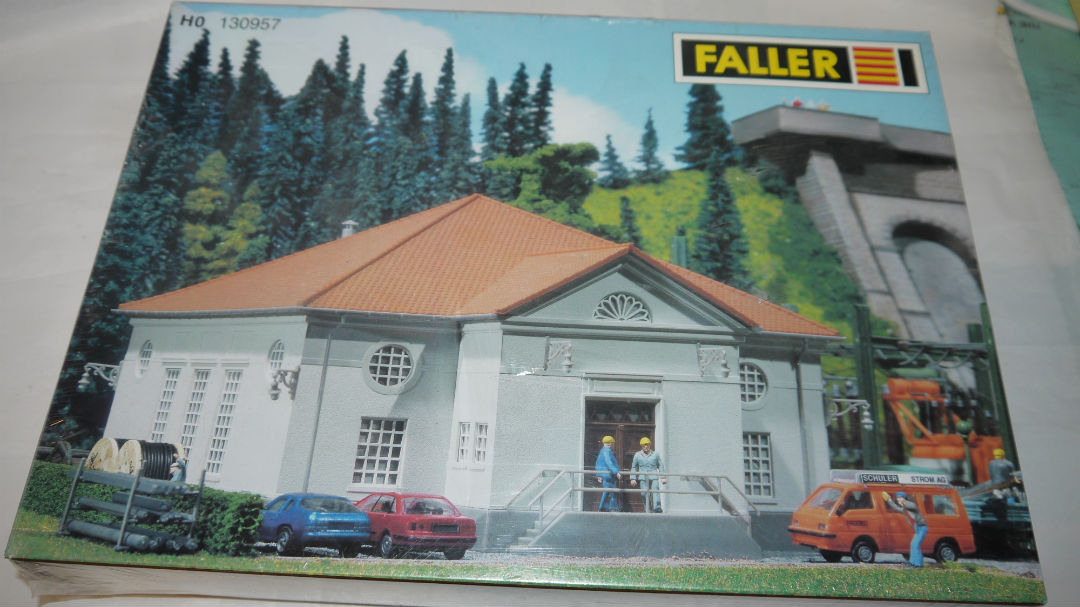 H0 130957
FALLER
SCHULER STROM AG